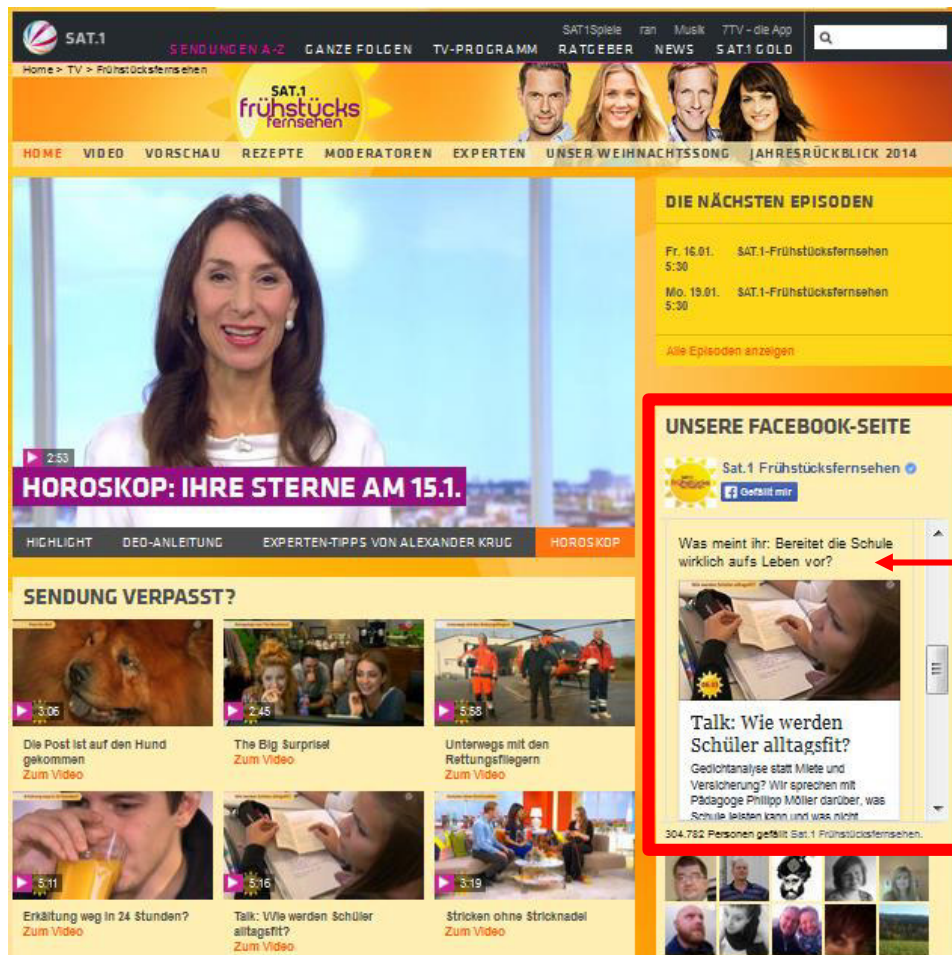 SAT.1
SAT1Spiele ran Musik 7TV - die App
SENDUNGEN A-Z GANZE FOLGEN TV-PROGRAMM RATGEBER NEWS SAT.1 GOLD
Home > TV > Frühstücksfernsehen
SAT.1
frühstücks
fernsehen
HOME VIDEO VORSCHAU REZEPTE MODERATOREN EXPERTEN UNSER WEIHNACHTSSONG JAHRESRÜCKBLICK 2014
2:53
HOROSKOP: IHRE STERNE AM 15.1.
HIGHLIGHT DEO-ANLEITUNG EXPERTEN-TIPPS VON ALEXANDER KRUG HOROSKOP
DIE NÄCHSTEN EPISODEN
Fr. 16.01. SAT.1-Frühstücksfernsehen
5:30
Mo. 19.01. SAT.1-Frühstücksfernsehen
5:30
Alle Episoden anzeigen
UNSERE FACEBOOK-SEITE
Sat.1 Frühstücksfernsehen
Gefällt mir
Was meint ihr: Bereitet die Schule
wirklich aufs Leben vor?
Talk: Wie werden
Schüler alltagsfit?
Gedichtanalyse statt Miete und
Versicherung? Wir sprechen mit
Pädagoge Philipp Möller darüber, was
Schule leisten kann und was nicht
304.782 Personen gefällt Sat.1 Frühstücksfernsehen.
SENDUNG VERPASST?
3:06
2:45
5:58
Die Post ist auf den Hund
gekommen
Zum Video
The Big Surprise!
Zum Video
Unterwegs mit den
Rettungsfliegern
Zum Video
5:11
5:16
3:19
Erkältung weg in 24 Stunden?
Zum Video
Talk: Wie werden Schüler
alltagsfit?
Zum Video
Stricken ohne Stricknadel
Zum Video